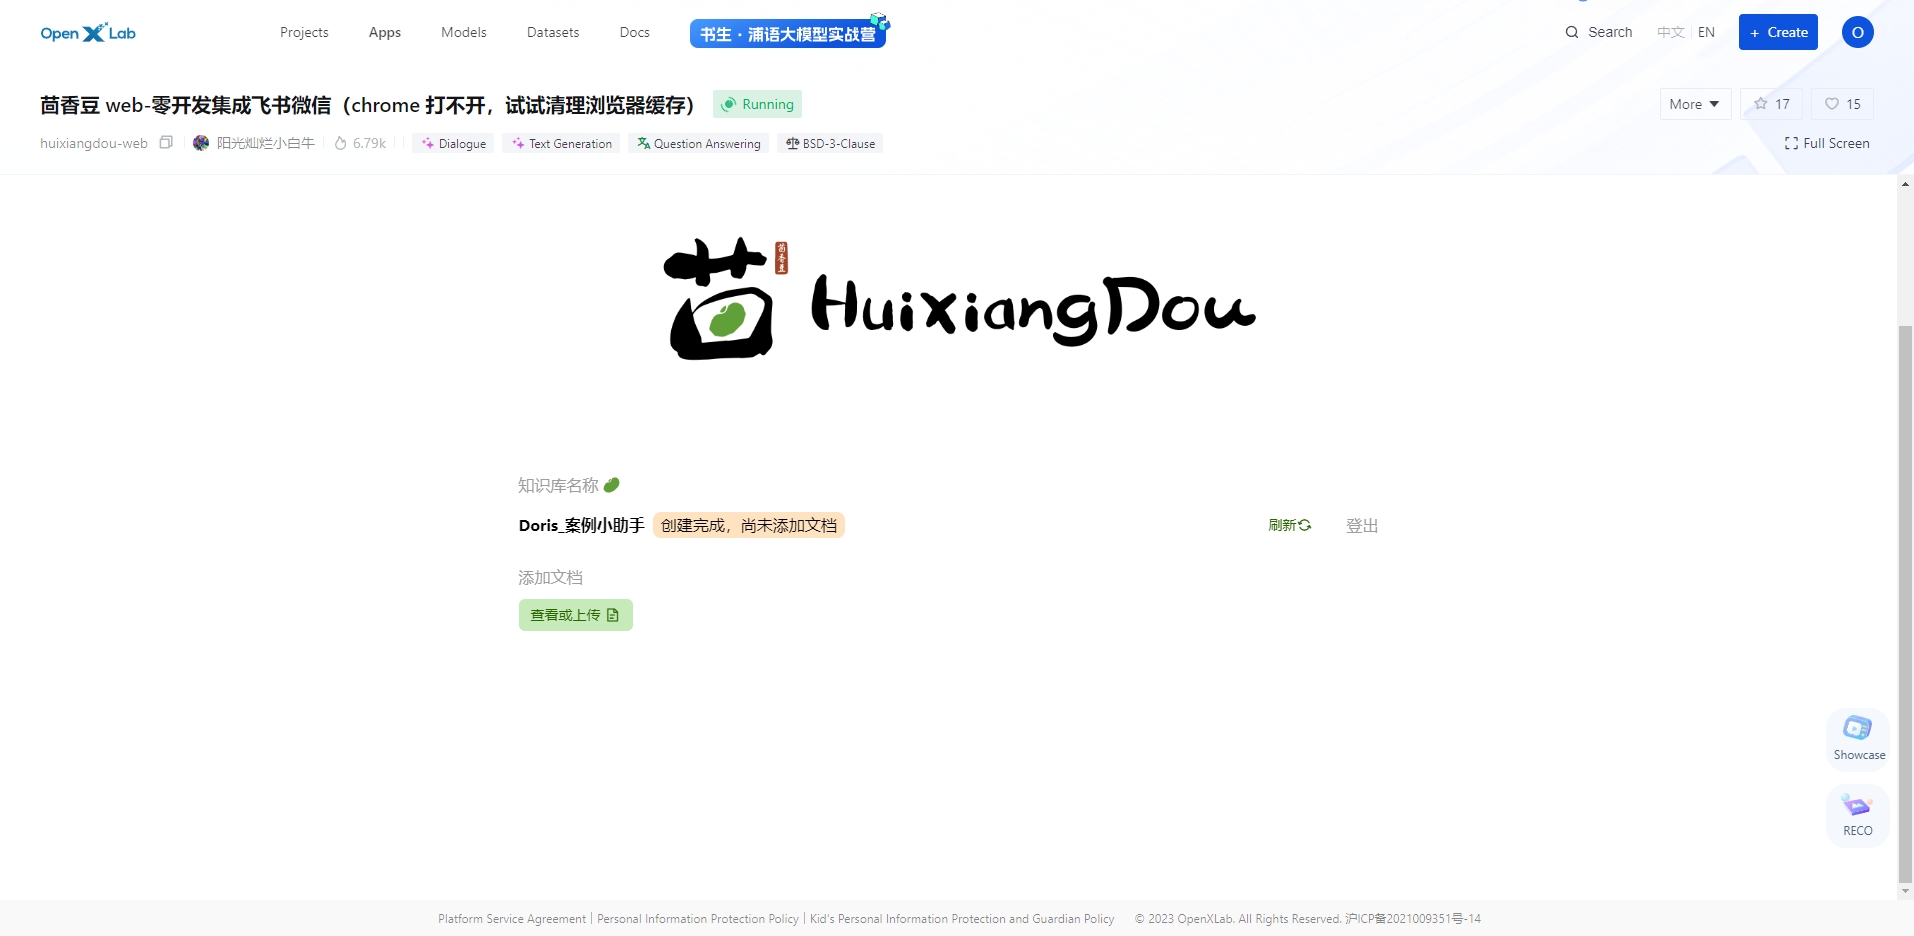 Open X Lab
Projects Apps Models Datasets Docs 书生·浦语大模型实战营 Search 中文 EN + Create O
茴香豆 web-零开发集成飞书微信（chrome 打不开，试试清理浏览器缓存） Running More 17 15
huixiangdou-web 阳光灿烂小白牛 6.79k Dialogue Text Generation Question Answering BSD-3-Clause Full Screen
茴 茴香豆 HuixiangDou
知识库名称
Doris_案例小助手 创建完成，尚未添加文档 刷新 登出
添加文档
查看或上传
Showcase
RECO
Platform Service Agreement | Personal Information Protection Policy | Kid's Personal Information Protection and Guardian Policy © 2023 OpenXLab. All Rights Reserved. 沪ICP备2021009351号-14